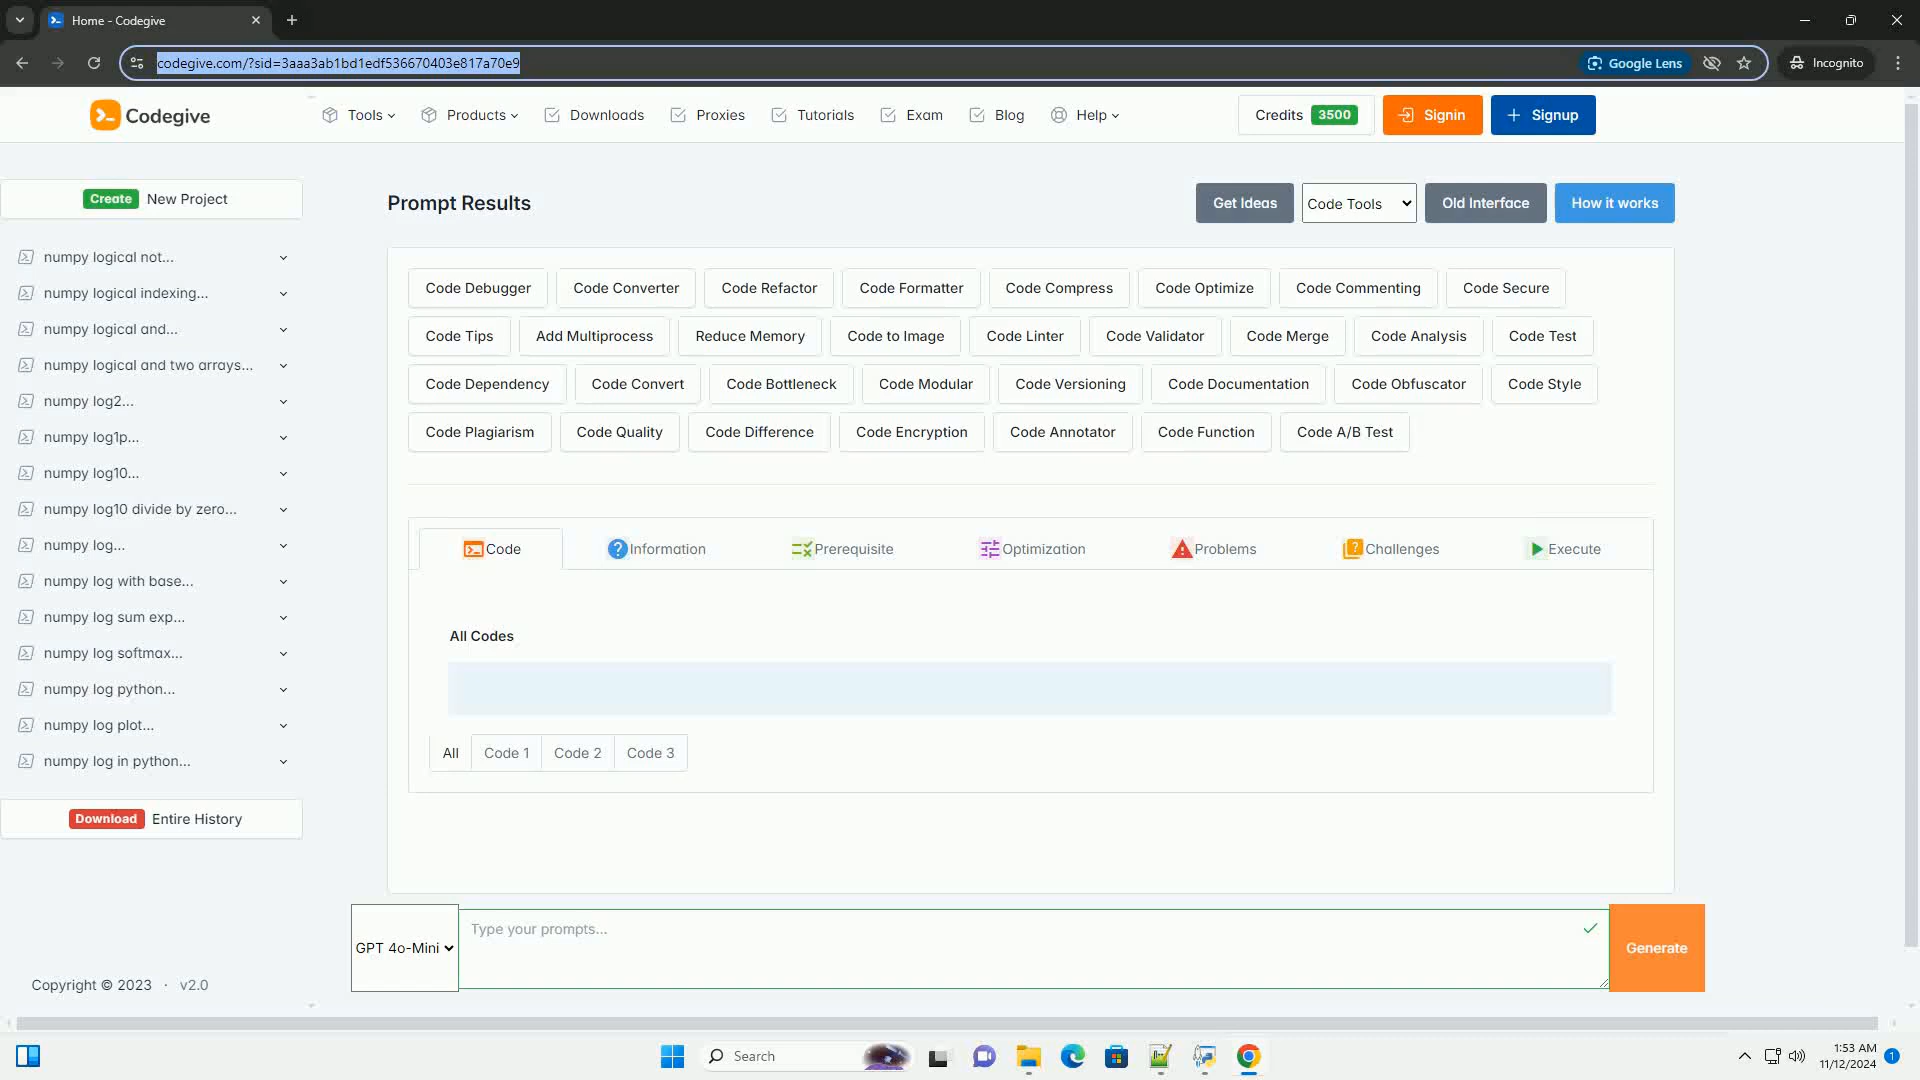 Home - Codegive
codegive.com/?sid=3aaa3ab1bd1edf536670403e817a70e9
Google Lens
Incognito
Codegive
Tools
Products
Downloads
Proxies
Tutorials
Exam
Blog
Help
Credits 3500
Signin
Signup
Create New Project
numpy logical not...
numpy logical indexing...
numpy logical and...
numpy logical and two arrays...
numpy log2...
numpy log1p...
numpy log10...
numpy log10 divide by zero...
numpy log...
numpy log with base...
numpy log sum exp...
numpy log softmax...
numpy log python...
numpy log plot...
numpy log in python...
Download Entire History
Copyright © 2023 · v2.0
Prompt Results
Get Ideas
Code Tools
Old Interface
How it works
Code Debugger
Code Converter
Code Refactor
Code Formatter
Code Compress
Code Optimize
Code Commenting
Code Secure
Code Tips
Add Multiprocess
Reduce Memory
Code to Image
Code Linter
Code Validator
Code Merge
Code Analysis
Code Test
Code Dependency
Code Convert
Code Bottleneck
Code Modular
Code Versioning
Code Documentation
Code Obfuscator
Code Style
Code Plagiarism
Code Quality
Code Difference
Code Encryption
Code Annotator
Code Function
Code A/B Test
Code
Information
Prerequisite
Optimization
Problems
Challenges
Execute
All Codes
All
Code 1
Code 2
Code 3
GPT 4o-Mini
Type your prompts...
Generate
Search
1:53 AM
11/12/2024
1